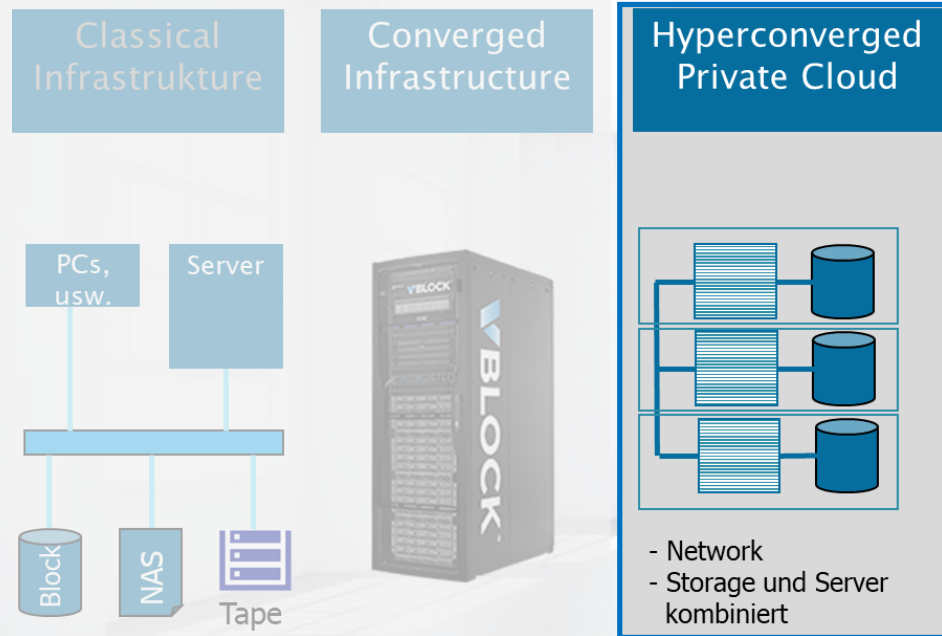 Classical
Infrastrukture
Converged
Infrastructure
Hyperconverged
Private Cloud
PCs,
usw.
Server
Block
NAS
Tape
VBLOCK
VBLOCK
- Network
- Storage und Server
kombiniert